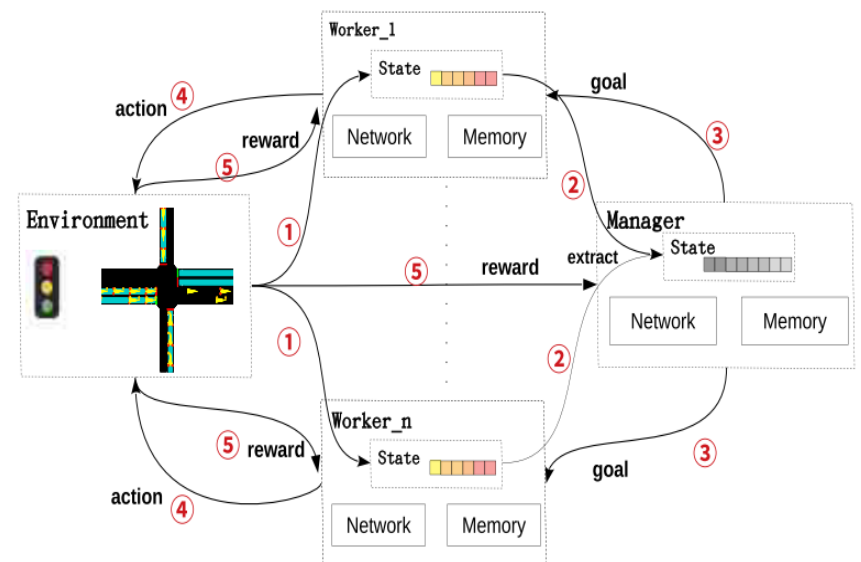 Worker_1
State
Network
Memory
action
④
reward
⑤
goal
③
②
①
Environment
Manager
State
extract
Network
Memory
⑤
reward
①
②
⑤
reward
action
④
Worker_n
State
Network
Memory
goal
③